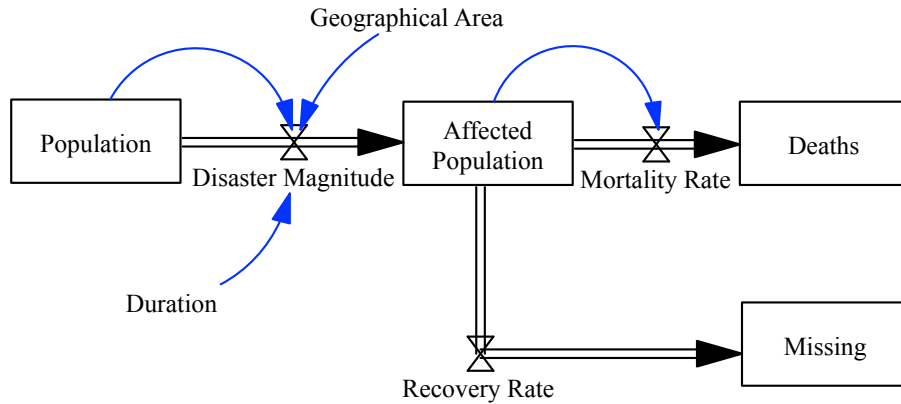 Geographical Area
Population
Affected
Population
Deaths
Disaster Magnitude
Mortality Rate
Duration
Missing
Recovery Rate